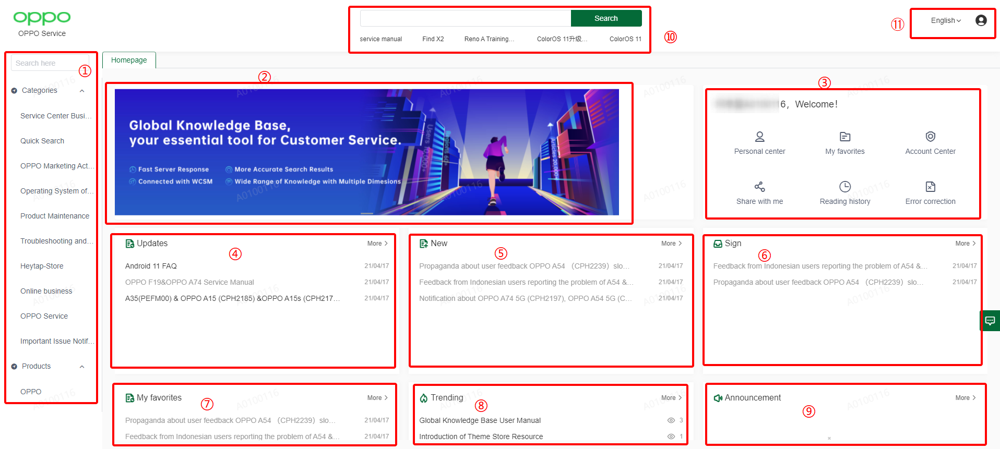 oppo
OPPO Service
Search
service manual Find X2 Reno A Training... ColorOS 11升级... ColorOS 11
⑩
⑪
English
Search here
①
Categories
Service Center Busi...
Quick Search
OPPO Marketing Act...
Operating System of...
Product Maintenance
Troubleshooting and...
Heytap-Store
Online business
OPPO Service
Important Issue Notif...
Products
OPPO
Homepage
②
Global Knowledge Base,
your essential tool for Customer Service.
Fast Server Response More Accurate Search Results
Connected with WCSM Wide Range of Knowledge with Multiple Dimesions
Users 10,000+
Regions 60+
Articles 20,000+
③
6, Welcome!
Personal center My favorites Account Center
Share with me Reading history Error correction
Updates More >
④
Android 11 FAQ 21/04/17
OPPO F19&OPPO A74 Service Manual 21/04/17
A35(PEFM00) & OPPO A15 (CPH2185) &OPPO A15s (CPH217... 21/04/17
New More >
⑤
Propaganda about user feedback OPPO A54 （CPH2239）slo... 21/04/17
Feedback from Indonesian users reporting the problem of A54 &... 21/04/17
Notification about OPPO A74 5G (CPH2197), OPPO A54 5G (C... 21/04/17
Sign More >
⑥
Feedback from Indonesian users reporting the problem of A54 &... 21/04/17
Propaganda about user feedback OPPO A54 （CPH2239）slo... 21/04/17
My favorites More >
⑦
Propaganda about user feedback OPPO A54 （CPH2239）slo... 21/04/17
Feedback from Indonesian users reporting the problem of A54 &... 21/04/17
Trending More >
⑧
Global Knowledge Base User Manual 3
Introduction of Theme Store Resource 1
Announcement More >
⑨
A0100116